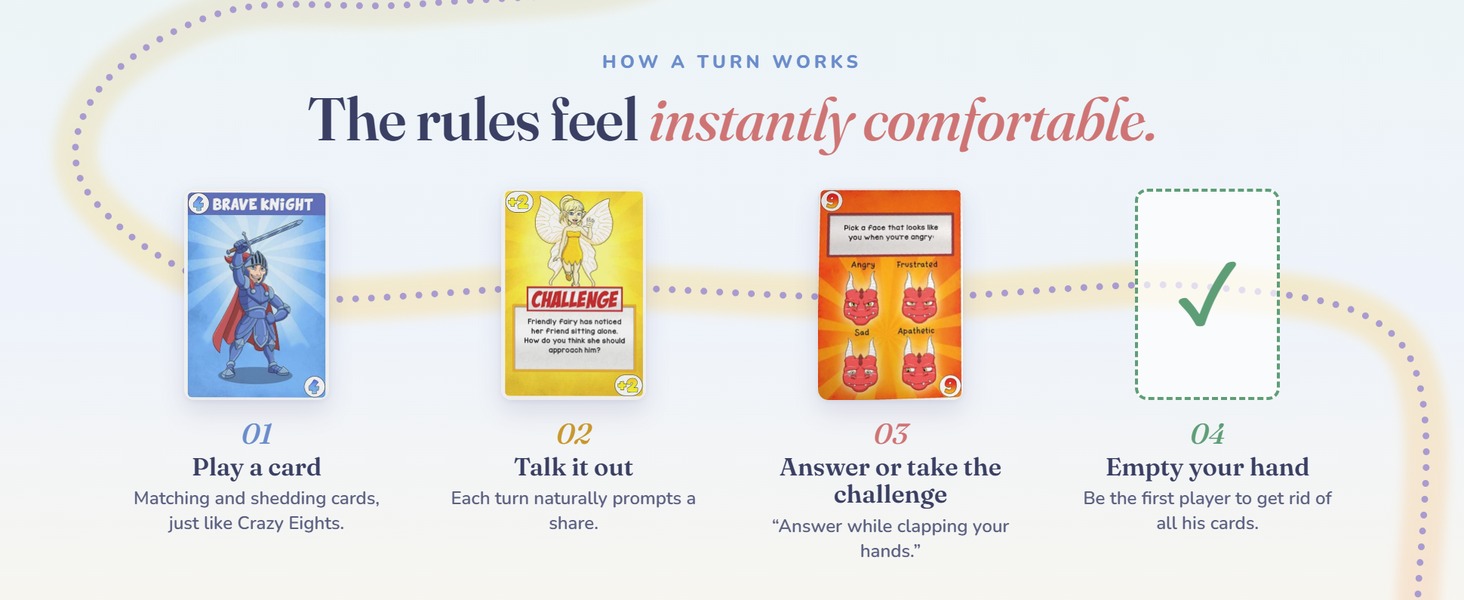 HOW A TURN WORKS
The rules feel instantly comfortable.
4 BRAVE KNIGHT
4
+2
CHALLENGE
Friendly Fairy has noticed
her friend sitting alone.
How do you think she should
approach him?
+2
9
Pick a face that looks like
you when you're angry:
Angry Frustrated
Sad Apathetic
9
01
Play a card
Matching and shedding cards,
just like Crazy Eights.
02
Talk it out
Each turn naturally prompts a
share.
03
Answer or take the
challenge
“Answer while clapping your
hands.”
04
Empty your hand
Be the first player to get rid of
all his cards.